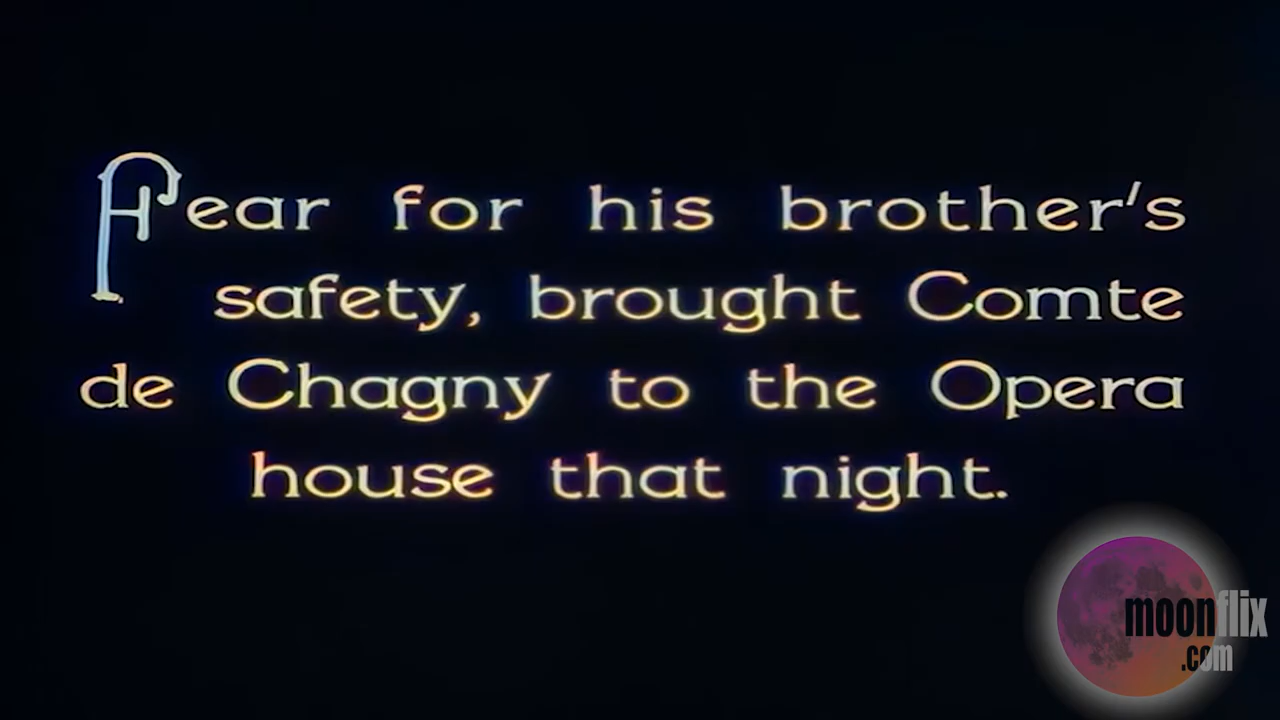 Fear for his brother's
safety, brought Comte
de Chagny to the Opera
house that night.
moonflix
.com